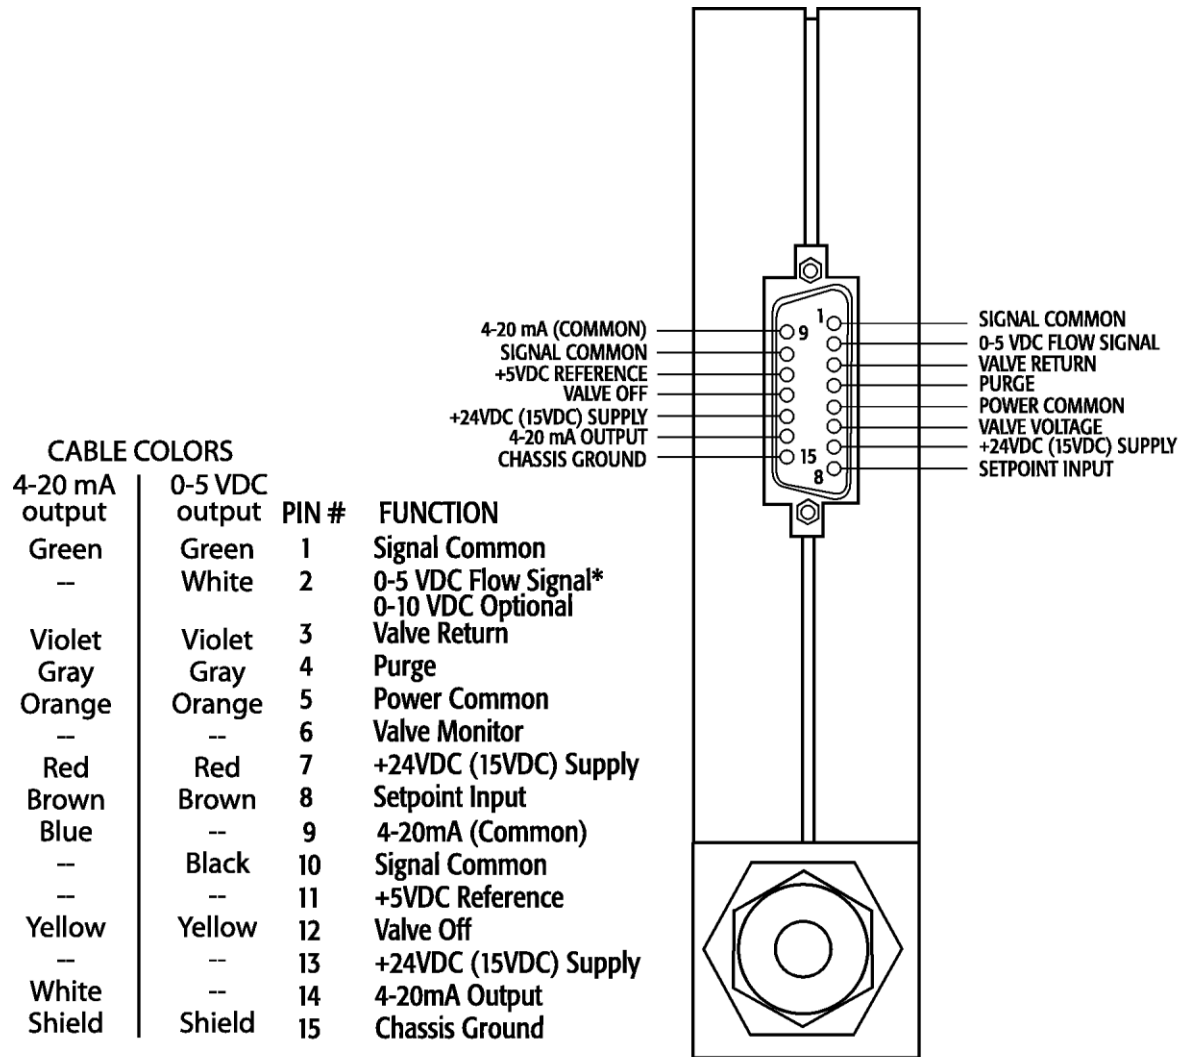 4-20 mA (COMMON)
SIGNAL COMMON
+5VDC REFERENCE
VALVE OFF
+24VDC (15VDC) SUPPLY
4-20 mA OUTPUT
CHASSIS GROUND
9
15
1
8
SIGNAL COMMON
0-5 VDC FLOW SIGNAL
VALVE RETURN
PURGE
POWER COMMON
VALVE VOLTAGE
+24VDC (15VDC) SUPPLY
SETPOINT INPUT
CABLE COLORS
4-20 mA 0-5 VDC
output output PIN # FUNCTION
Green Green 1 Signal Common
-- White 2 0-5 VDC Flow Signal*
0-10 VDC Optional
Violet Violet 3 Valve Return
Gray Gray 4 Purge
Orange Orange 5 Power Common
-- -- 6 Valve Monitor
Red Red 7 +24VDC (15VDC) Supply
Brown Brown 8 Setpoint Input
Blue -- 9 4-20mA (Common)
-- Black 10 Signal Common
-- -- 11 +5VDC Reference
Yellow Yellow 12 Valve Off
-- -- 13 +24VDC (15VDC) Supply
White -- 14 4-20mA Output
Shield Shield 15 Chassis Ground